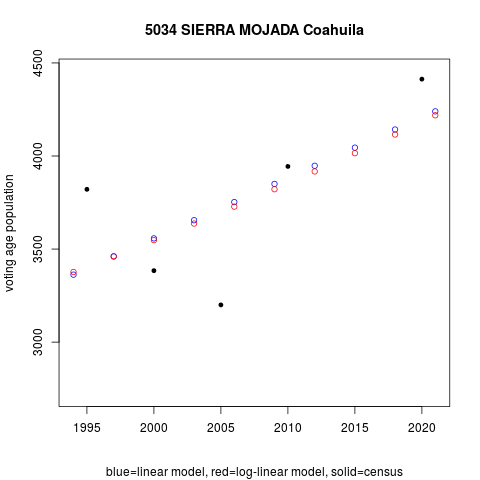 5034 SIERRA MOJADA Coahuila
voting age population
4500
4000
3500
3000
1995 2000 2005 2010 2015 2020
blue=linear model, red=log-linear model, solid=census